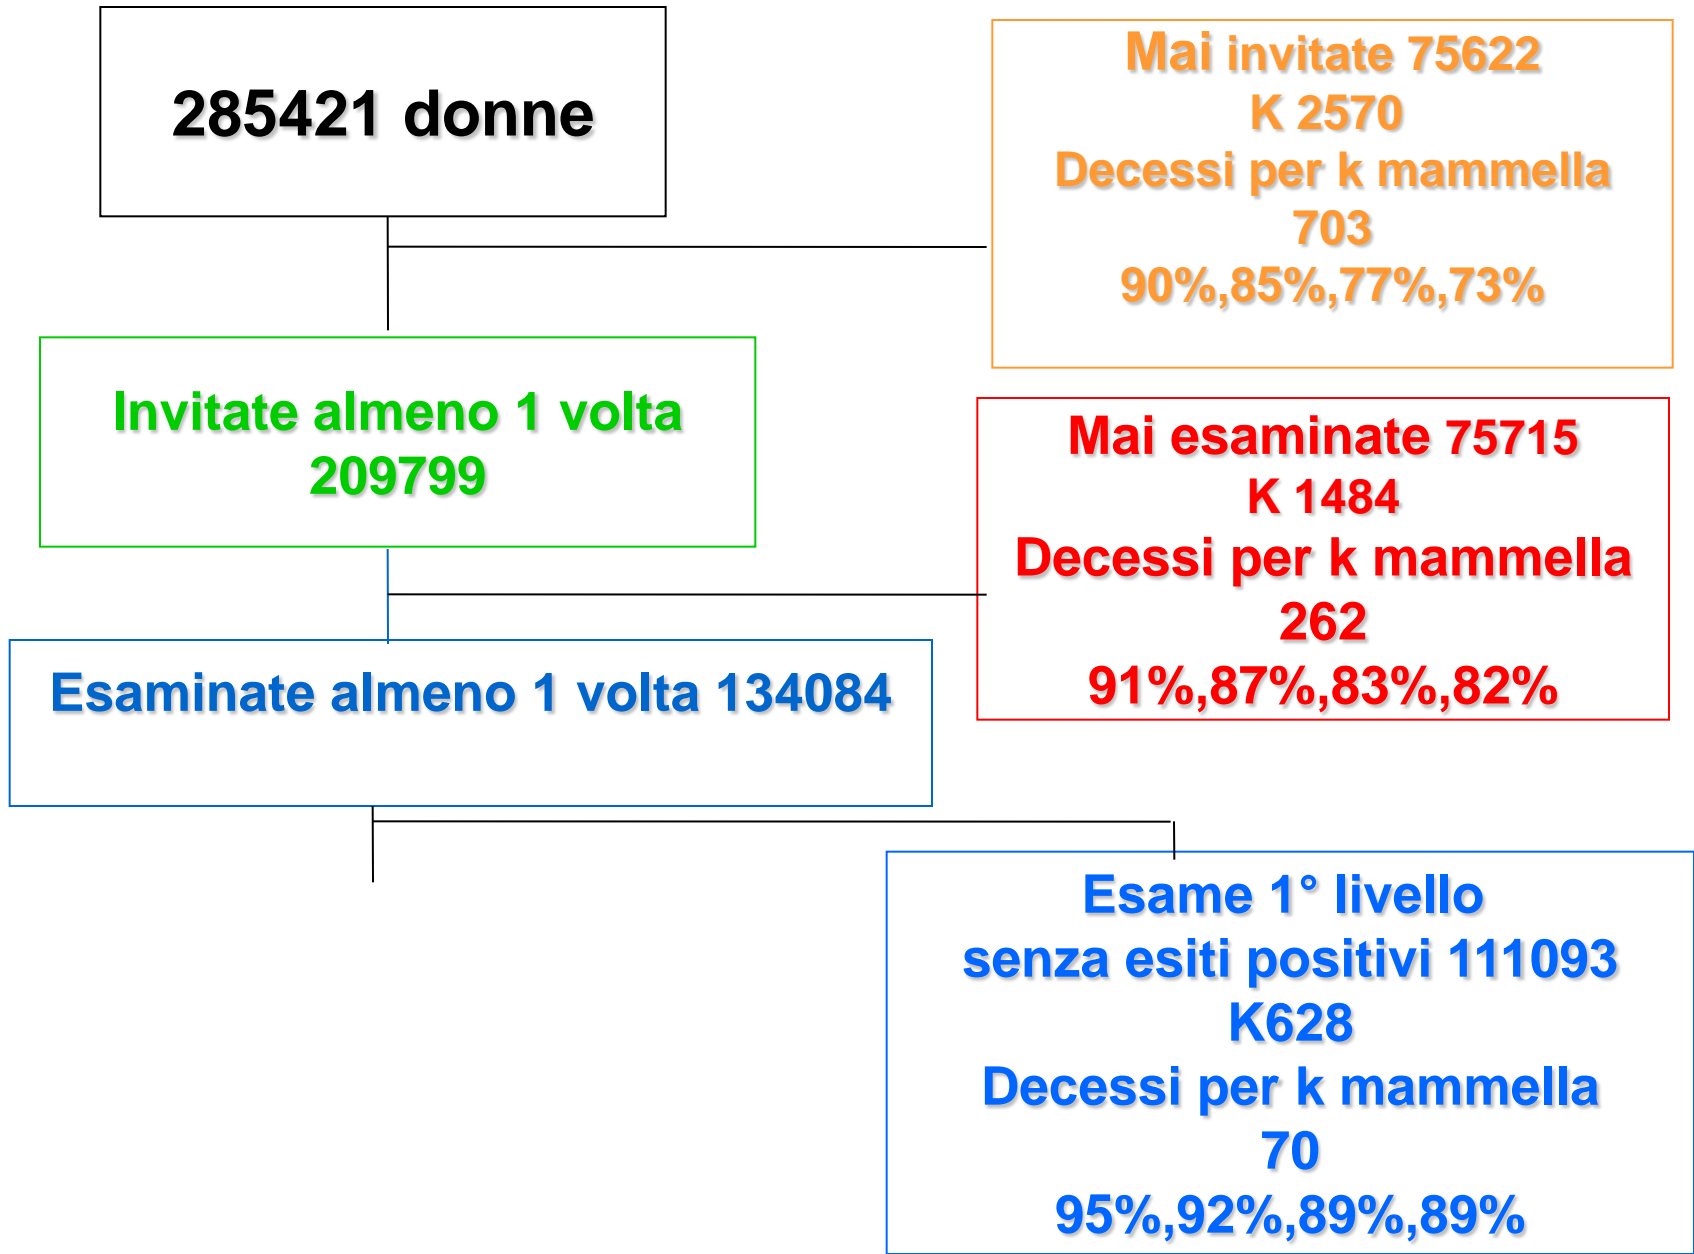 285421 donne
Mai invitate 75622
K 2570
Decessi per k mammella
703
90%,85%,77%,73%
Invitate almeno 1 volta
209799
Mai esaminate 75715
K 1484
Decessi per k mammella
262
91%,87%,83%,82%
Esaminate almeno 1 volta 134084
Esame 1° livello
senza esiti positivi 111093
K628
Decessi per k mammella
70
95%,92%,89%,89%